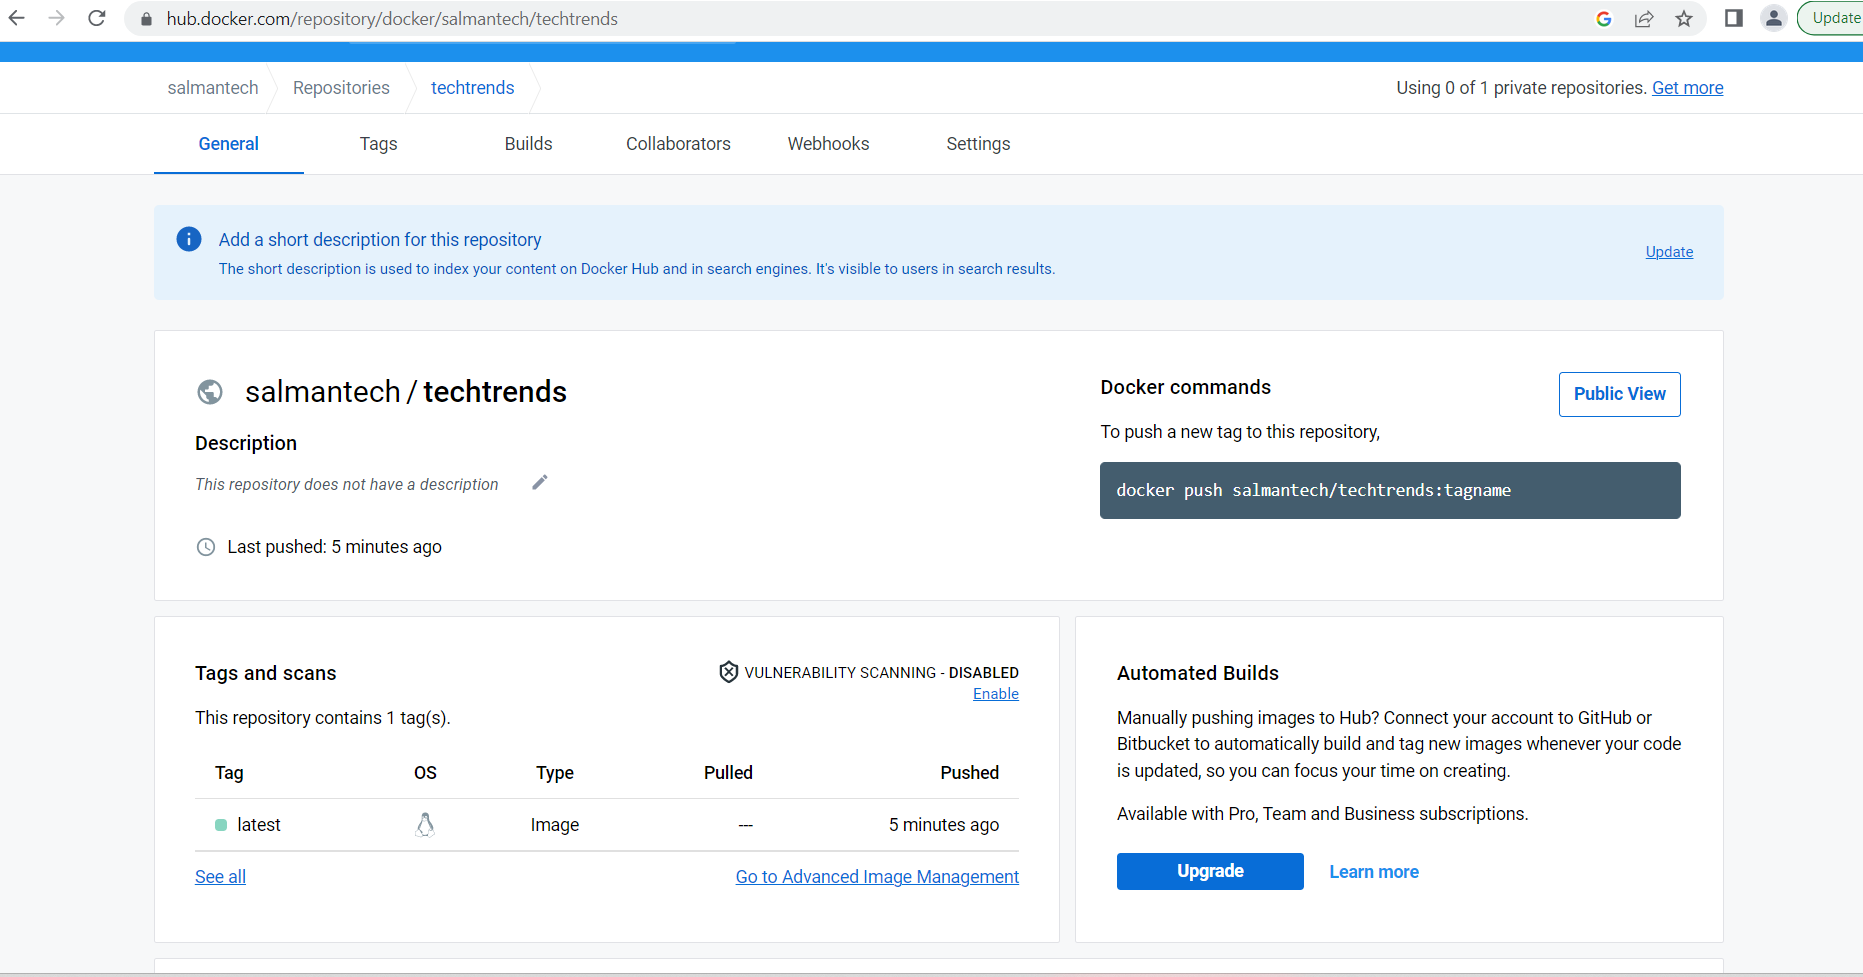 hub.docker.com/repository/docker/salmantech/techtrends
Update
salmantech
Repositories
techtrends
Using 0 of 1 private repositories. Get more
General
Tags
Builds
Collaborators
Webhooks
Settings
Add a short description for this repository
The short description is used to index your content on Docker Hub and in search engines. It's visible to users in search results.
Update
salmantech / techtrends
Description
This repository does not have a description
Last pushed: 5 minutes ago
Docker commands
Public View
To push a new tag to this repository,
docker push salmantech/techtrends:tagname
Tags and scans
VULNERABILITY SCANNING - DISABLED
Enable
This repository contains 1 tag(s).
Tag OS Type Pulled Pushed
latest Image --- 5 minutes ago
See all
Go to Advanced Image Management
Automated Builds
Manually pushing images to Hub? Connect your account to GitHub or
Bitbucket to automatically build and tag new images whenever your code
is updated, so you can focus your time on creating.
Available with Pro, Team and Business subscriptions.
Upgrade
Learn more